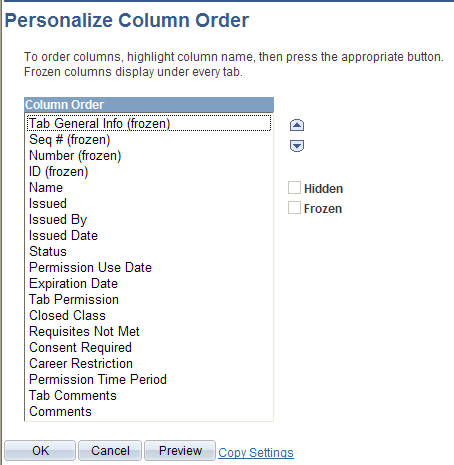 Personalize Column Order
To order columns, highlight column name, then press the appropriate button.
Frozen columns display under every tab.
Column Order
Tab General Info (frozen)
Seq # (frozen)
Number (frozen)
ID (frozen)
Name
Issued
Issued By
Issued Date
Status
Permission Use Date
Expiration Date
Tab Permission
Closed Class
Requisites Not Met
Consent Required
Career Restriction
Permission Time Period
Tab Comments
Comments
Hidden
Frozen
OK Cancel Preview Copy Settings